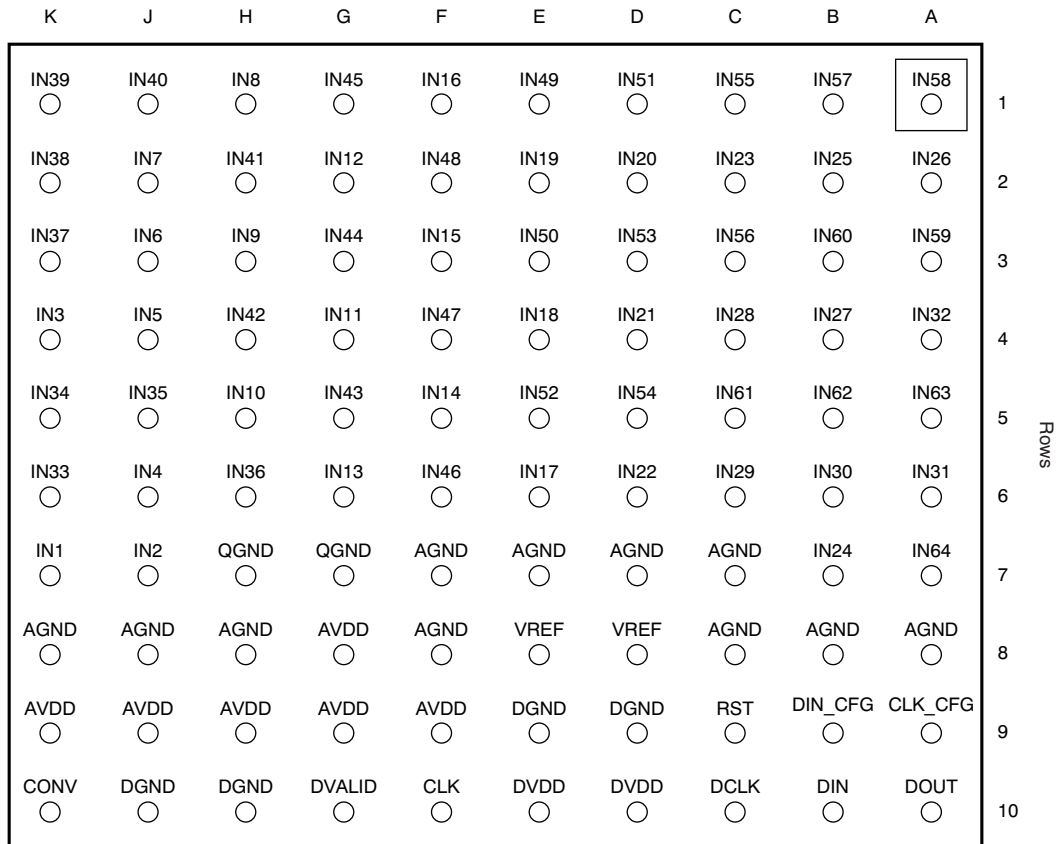 K J H G F E D C B A
IN39 IN40 IN8 IN45 IN16 IN49 IN51 IN55 IN57 IN58
1
IN38 IN7 IN41 IN12 IN48 IN19 IN20 IN23 IN25 IN26
2
IN37 IN6 IN9 IN44 IN15 IN50 IN53 IN56 IN60 IN59
3
IN3 IN5 IN42 IN11 IN47 IN18 IN21 IN28 IN27 IN32
4
IN34 IN35 IN10 IN43 IN14 IN52 IN54 IN61 IN62 IN63
5
Rows
IN33 IN4 IN36 IN13 IN46 IN17 IN22 IN29 IN30 IN31
6
IN1 IN2 QGND QGND AGND AGND AGND AGND IN24 IN64
7
AGND AGND AGND AVDD AGND VREF VREF AGND AGND AGND
8
AVDD AVDD AVDD AVDD AVDD DGND DGND RST DIN_CFG CLK_CFG
9
CONV DGND DGND DVALID CLK DVDD DVDD DCLK DIN DOUT
10